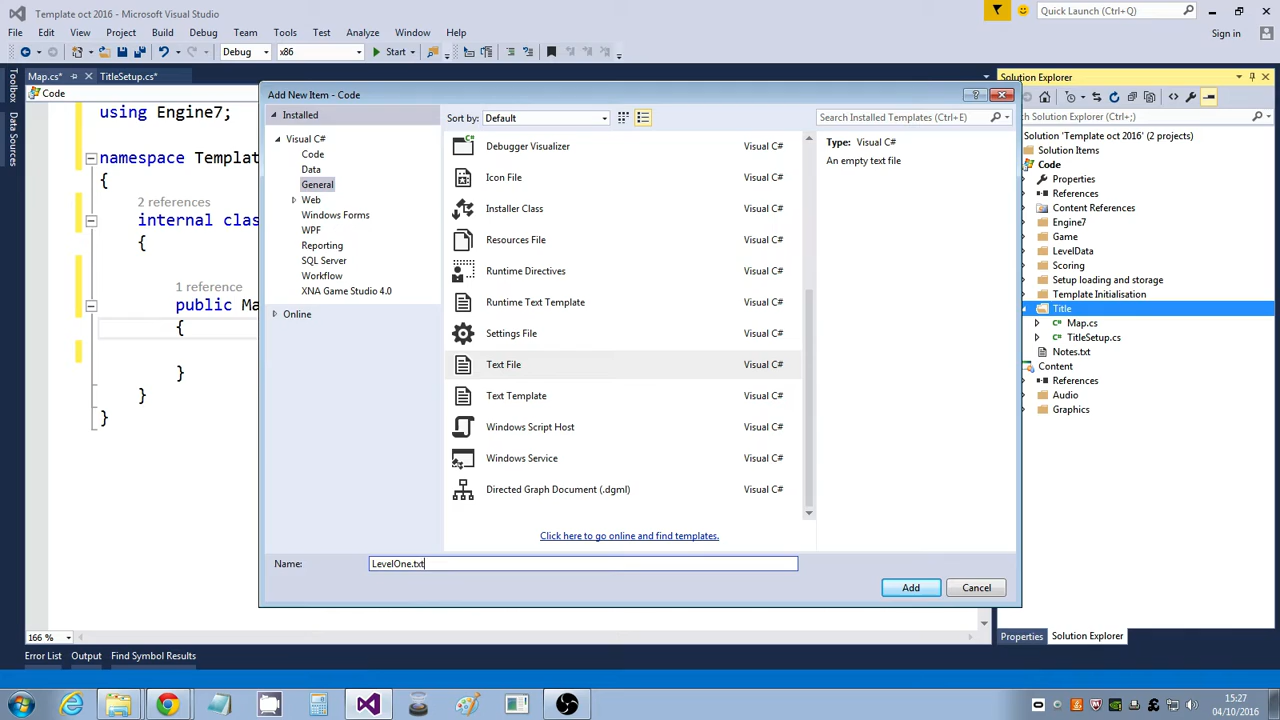 Template oct 2016 - Microsoft Visual Studio
Quick Launch (Ctrl+Q)
File Edit View Project Build Debug Team Tools Test Analyze Window Help
Sign in
Debug x86 Start
Toolbox
Data Sources
Map.cs* TitleSetup.cs*
Code
using Engine7;
namespace Templat
{
2 references
internal clas
{
1 reference
public Ma
{
}
}
}
166 %
Add New Item - Code
Installed
Sort by: Default
Search Installed Templates (Ctrl+E)
Visual C#
Code
Data
General
Web
Windows Forms
WPF
Reporting
SQL Server
Workflow
XNA Game Studio 4.0
Online
Debugger Visualizer Visual C#
Icon File Visual C#
Installer Class Visual C#
Resources File Visual C#
Runtime Directives Visual C#
Runtime Text Template Visual C#
Settings File Visual C#
Text File Visual C#
Text Template Visual C#
Windows Script Host Visual C#
Windows Service Visual C#
Directed Graph Document (.dgml) Visual C#
Click here to go online and find templates.
Type: Visual C#
An empty text file
Name: LevelOne.txt
Add Cancel
Solution Explorer
Search Solution Explorer (Ctrl+;)
Solution 'Template oct 2016' (2 projects)
Solution Items
Code
Properties
References
Content References
Engine7
Game
LevelData
Scoring
Setup loading and storage
Template Initialisation
Title
Map.cs
TitleSetup.cs
Notes.txt
Content
References
Audio
Graphics
Properties Solution Explorer
Error List Output Find Symbol Results
15:27
04/10/2016